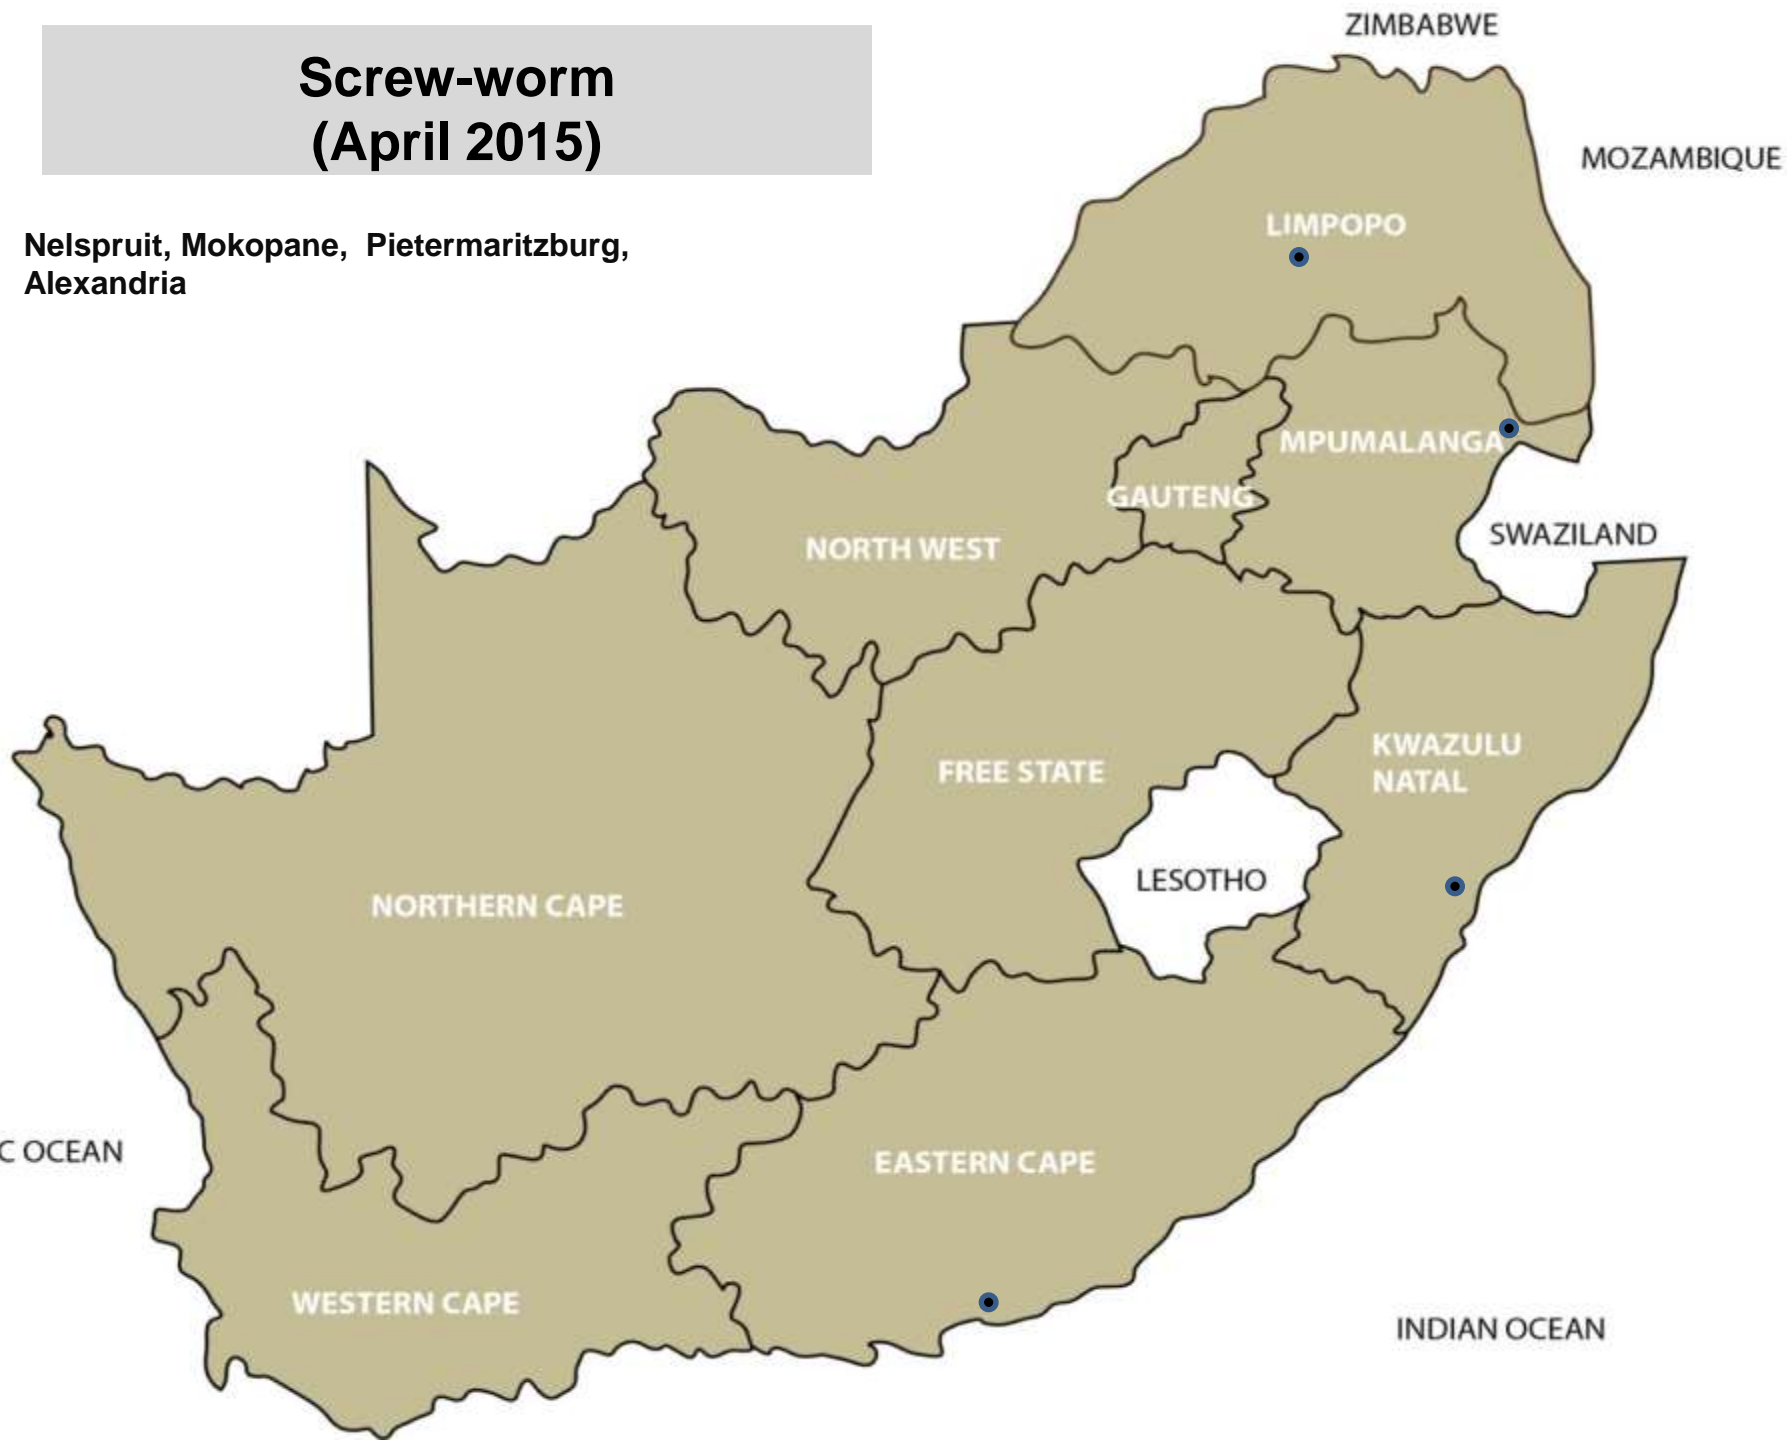 Screw-worm
(April 2015)
Nelspruit, Mokopane, Pietermaritzburg,
Alexandria
ZIMBABWE
MOZAMBIQUE
LIMPOPO
MPUMALANGA
GAUTENG
SWAZILAND
NORTH WEST
KWAZULU
NATAL
FREE STATE
LESOTHO
NORTHERN CAPE
C OCEAN
EASTERN CAPE
WESTERN CAPE
INDIAN OCEAN